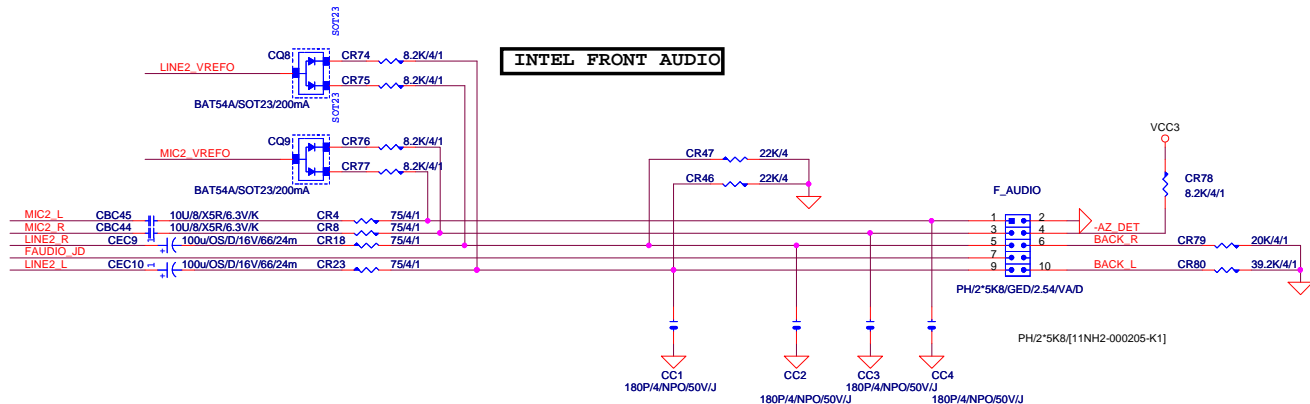 SOT23
CQ8 CR74 8.2K/4/1
INTEL FRONT AUDIO
LINE2_VREFO
CR75 8.2K/4/1
BAT54A/SOT23/200mA
SOT23
VCC3
CQ9 CR76 8.2K/4/1
MIC2_VREFO
CR77 8.2K/4/1
CR47 22K/4
CR46 22K/4
CR78
8.2K/4/1
BAT54A/SOT23/200mA
F_AUDIO
MIC2_L CBC45 10U/8/X5R/6.3V/K CR4 75/4/1 1 2
MIC2_R CBC44 10U/8/X5R/6.3V/K CR8 75/4/1 3 4 -AZ_DET
LINE2_R CEC9 1 + 100u/OS/D/16V/66/24m CR18 75/4/1 5 6 BACK_R CR79 20K/4/1
FAUDIO_JD 7 8
LINE2_L CEC10 1 + 100u/OS/D/16V/66/24m CR23 75/4/1 9 10 BACK_L CR80 39.2K/4/1
PH/2*5K8/GED/2.54/VA/D
PH/2*5K8/[11NH2-000205-K1]
CC1 CC2 CC3 CC4
180P/4/NPO/50V/J 180P/4/NPO/50V/J
180P/4/NPO/50V/J 180P/4/NPO/50V/J